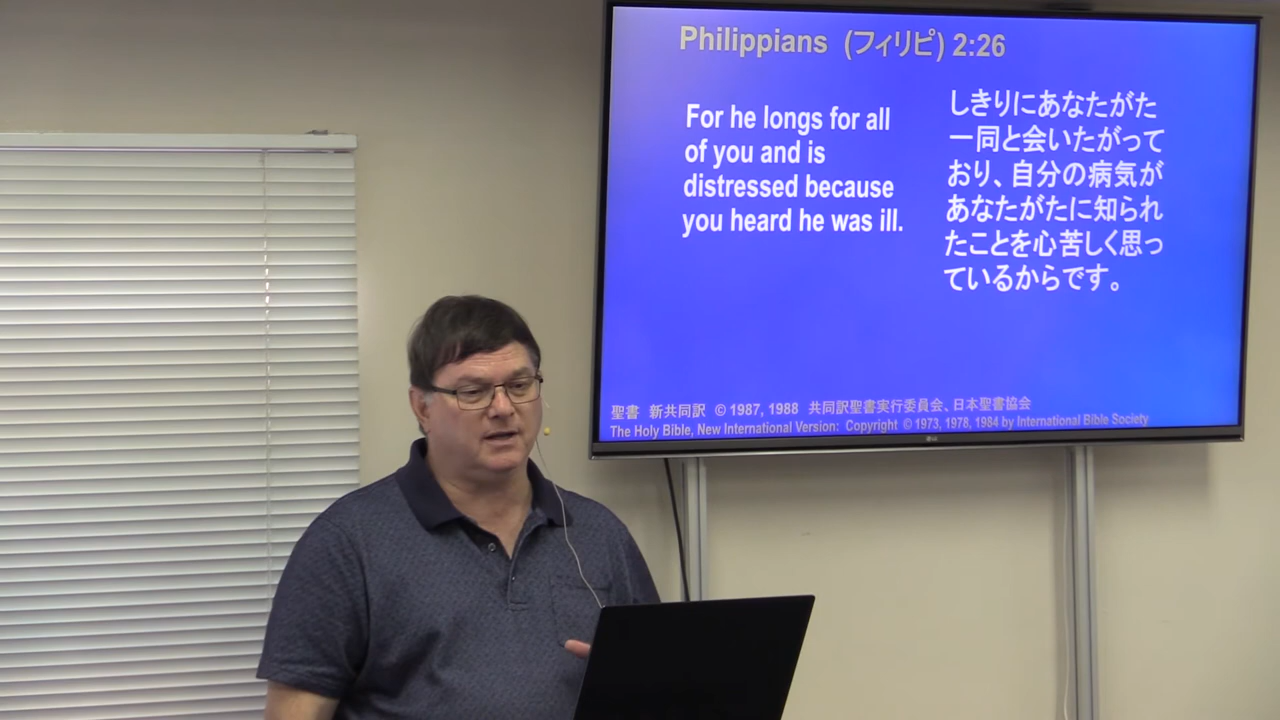 Philippians (フィリピ) 2:26
For he longs for all
of you and is
distressed because
you heard he was ill.
しきりにあなたがた
一同と会いたがって
おり、自分の病気が
あなたがたに知られ
たことを心苦しく思っ
ているからです。
聖書 新共同訳 © 1987, 1988 共同訳聖書実行委員会、日本聖書協会
The Holy Bible, New International Version: Copyright © 1973, 1978, 1984 by International Bible Society
LG